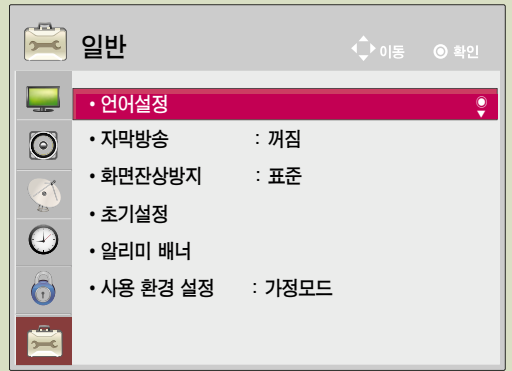 일반 이동 확인
• 언어설정
• 자막방송 : 꺼짐
• 화면잔상방지 : 표준
• 초기설정
• 알리미 배너
• 사용 환경 설정 : 가정모드